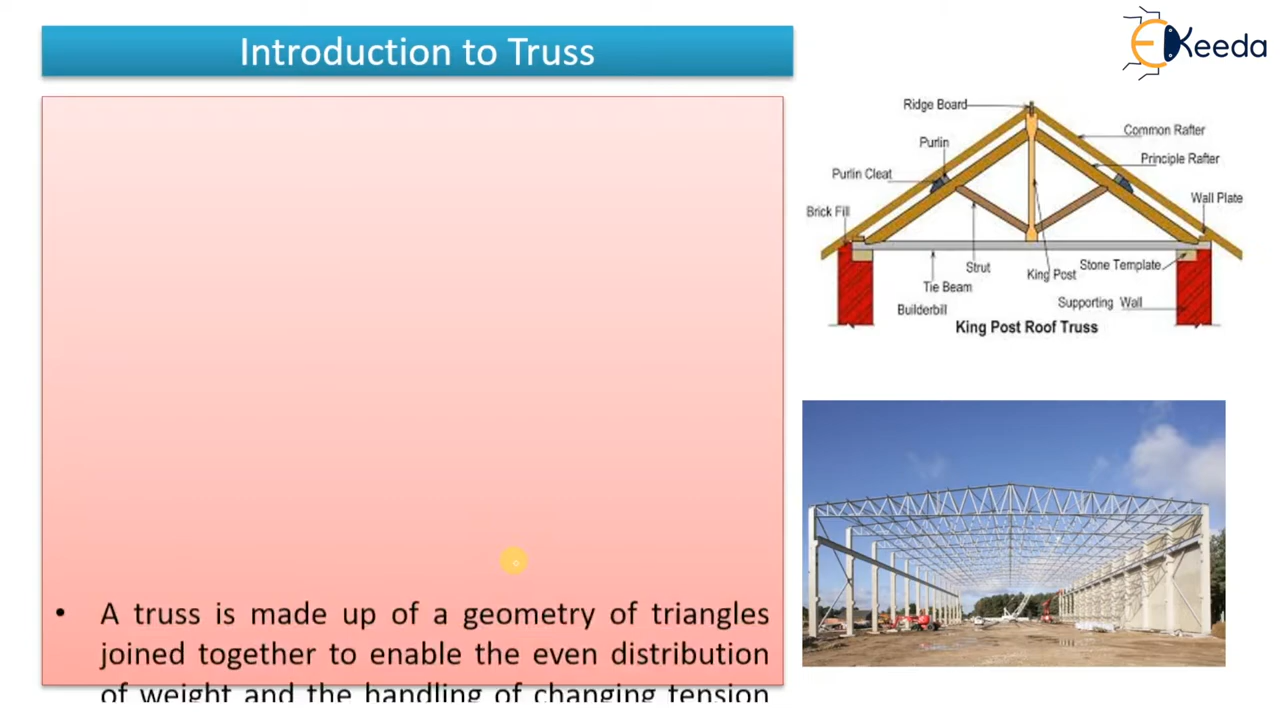 Introduction to Truss
EKeeda
Ridge Board
Common Rafter
Purlin
Principle Rafter
Purlin Cleat
Wall Plate
Brick Fill
Strut
King Post
Stone Template
Tie Beam
Builderbill
Supporting Wall
King Post Roof Truss
• A truss is made up of a geometry of triangles
joined together to enable the even distribution
of weight and the handling of changing tension